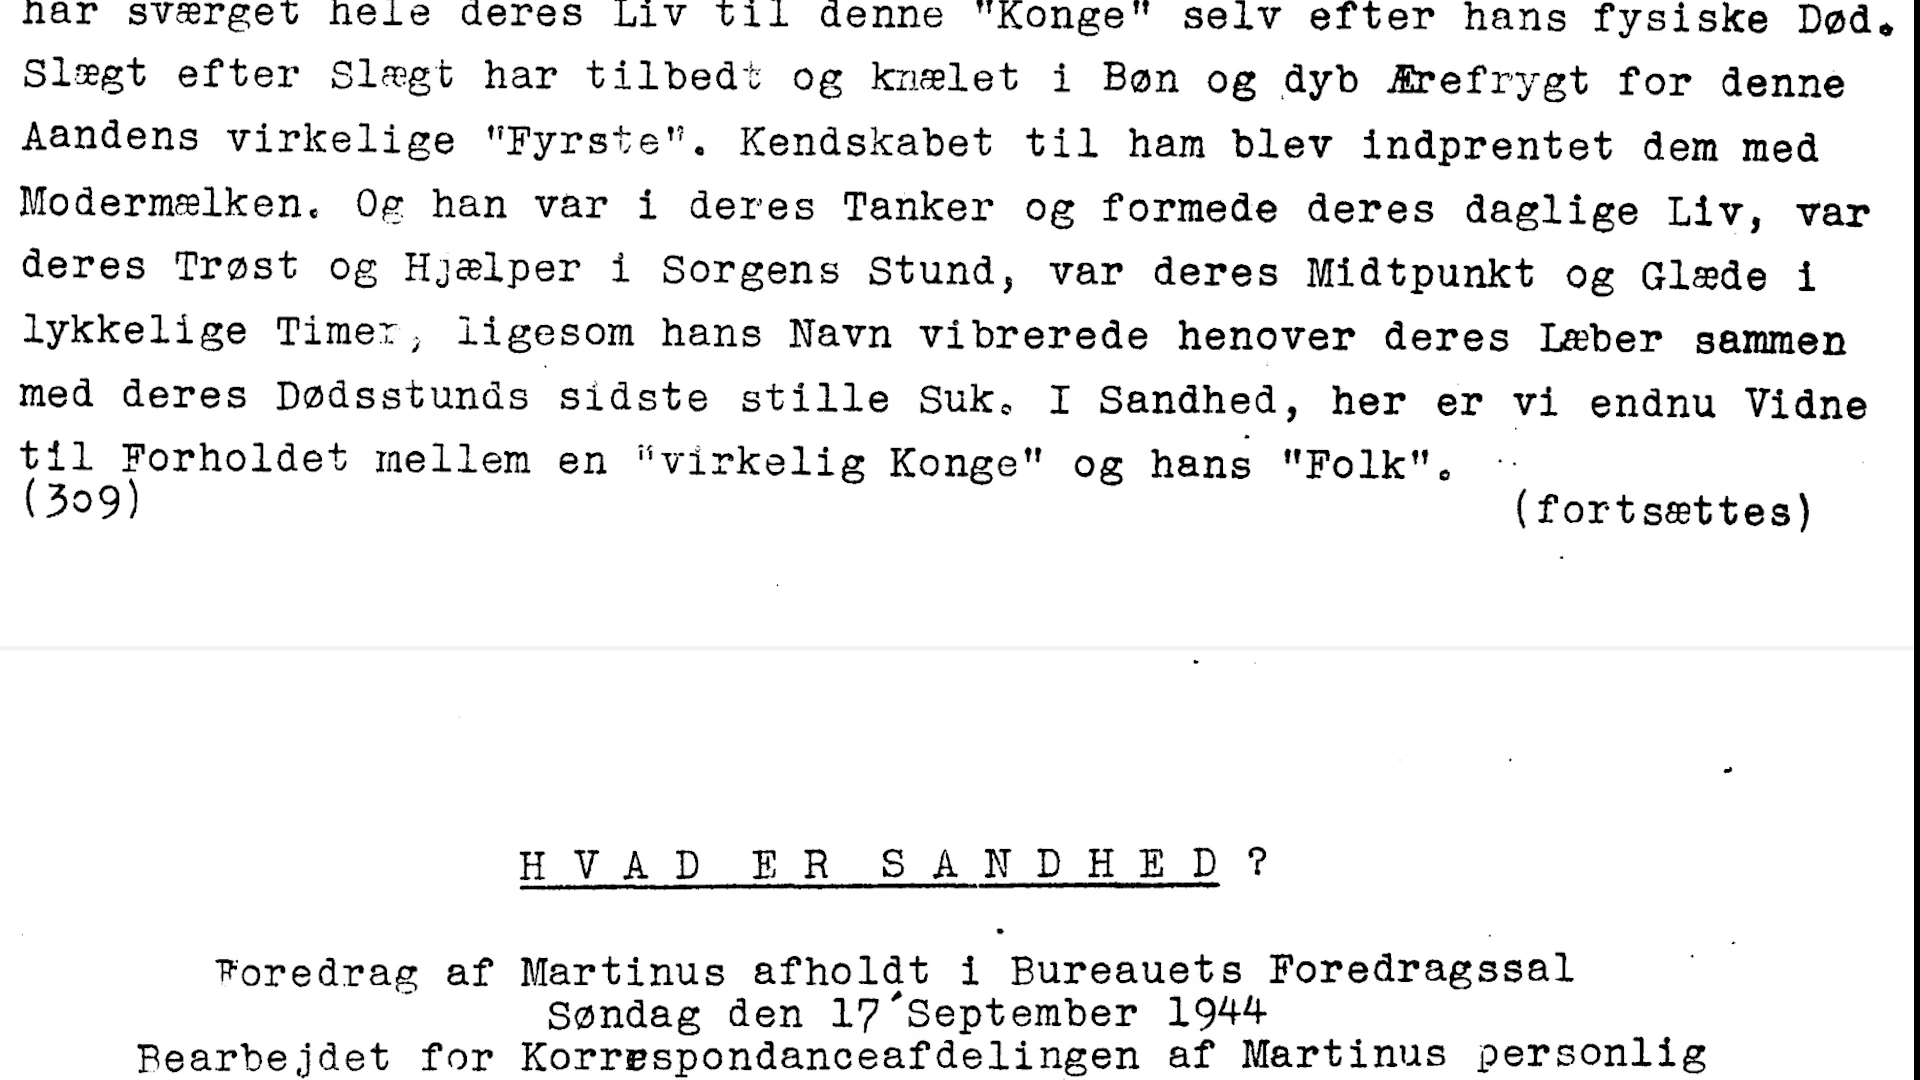 har sværget hele deres Liv til denne "Konge" selv efter hans fysiske Død.
Slægt efter Slægt har tilbedt og knælet i Bøn og dyb Ærefrygt for denne
Aandens virkelige "Fyrste". Kendskabet til ham blev indprentet dem med
Modermælken. Og han var i deres Tanker og formede deres daglige Liv, var
deres Trøst og Hjælper i Sorgens Stund, var deres Midtpunkt og Glæde i
lykkelige Timer, ligesom hans Navn vibrerede henover deres Læber sammen
med deres Dødsstunds sidste stille Suk. I Sandhed, her er vi endnu Vidne
til Forholdet mellem en "virkelig Konge" og hans "Folk".
(309)
(fortsættes)
HVAD ER SANDHED?
Foredrag af Martinus afholdt i Bureauets Foredragssal
Søndag den 17´September 1944
Bearbejdet for Korrespondanceafdelingen af Martinus personlig